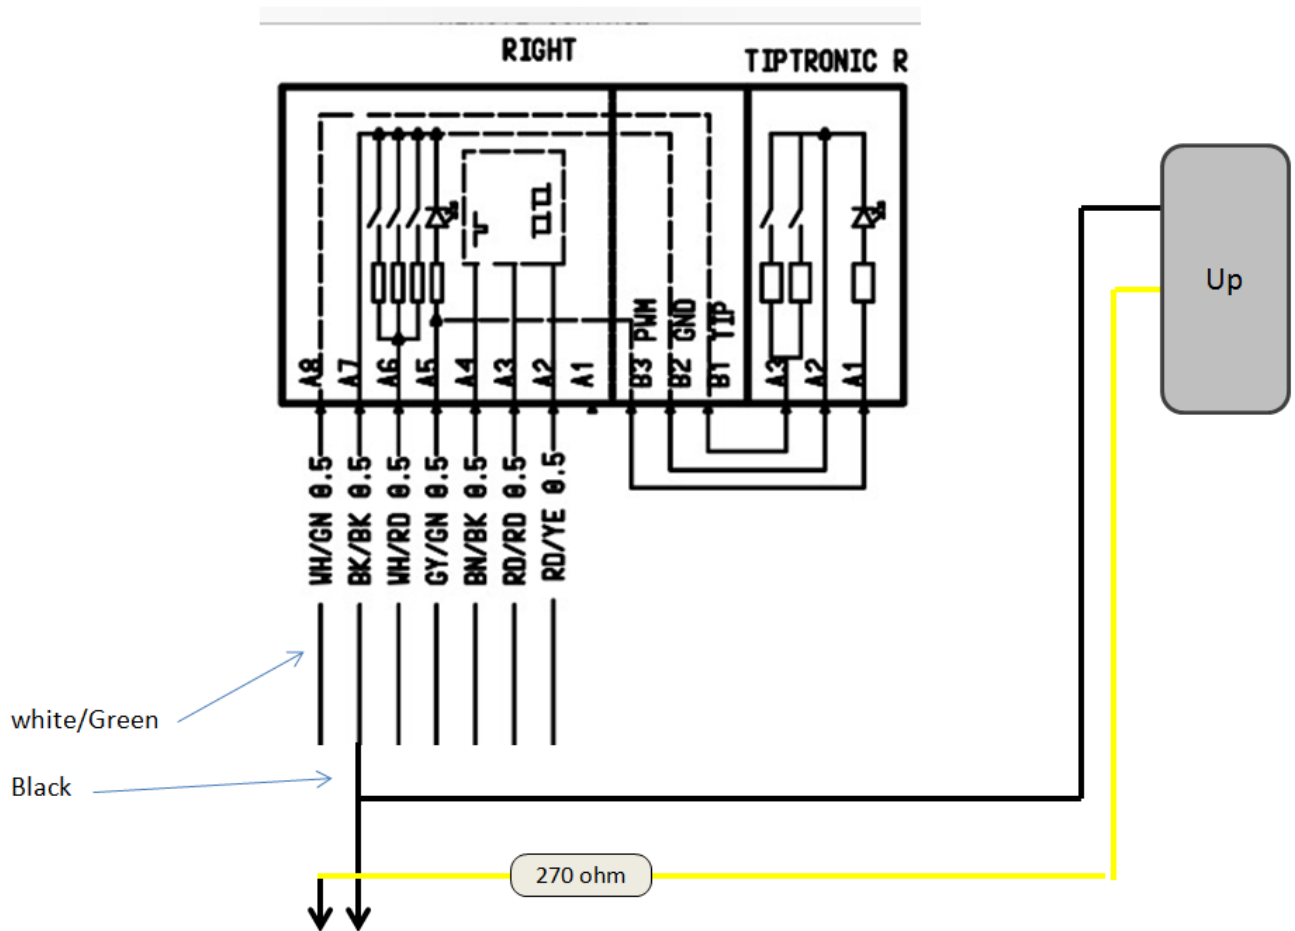 RIGHT
TIPTRONIC R
Up
PWM
GND
TIP
A8
A7
A6
A5
A4
A3
A2
A1
B3
B2
B1
A3
A2
A1
WH/GN 0.5
BK/BK 0.5
WH/RD 0.5
GY/GN 0.5
BN/BK 0.5
RD/RD 0.5
RD/YE 0.5
white/Green
Black
270 ohm